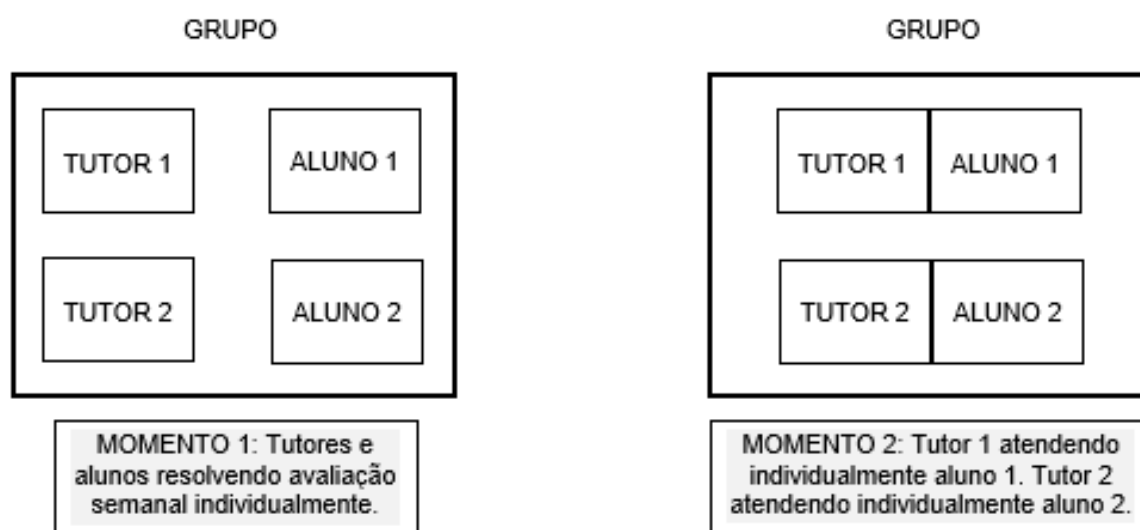 GRUPO
TUTOR 1
ALUNO 1
TUTOR 2
ALUNO 2
MOMENTO 1: Tutores e
alunos resolvendo avaliação
semanal individualmente.
GRUPO
TUTOR 1
ALUNO 1
TUTOR 2
ALUNO 2
MOMENTO 2: Tutor 1 atendendo
individualmente aluno 1. Tutor 2
atendendo individualmente aluno 2.